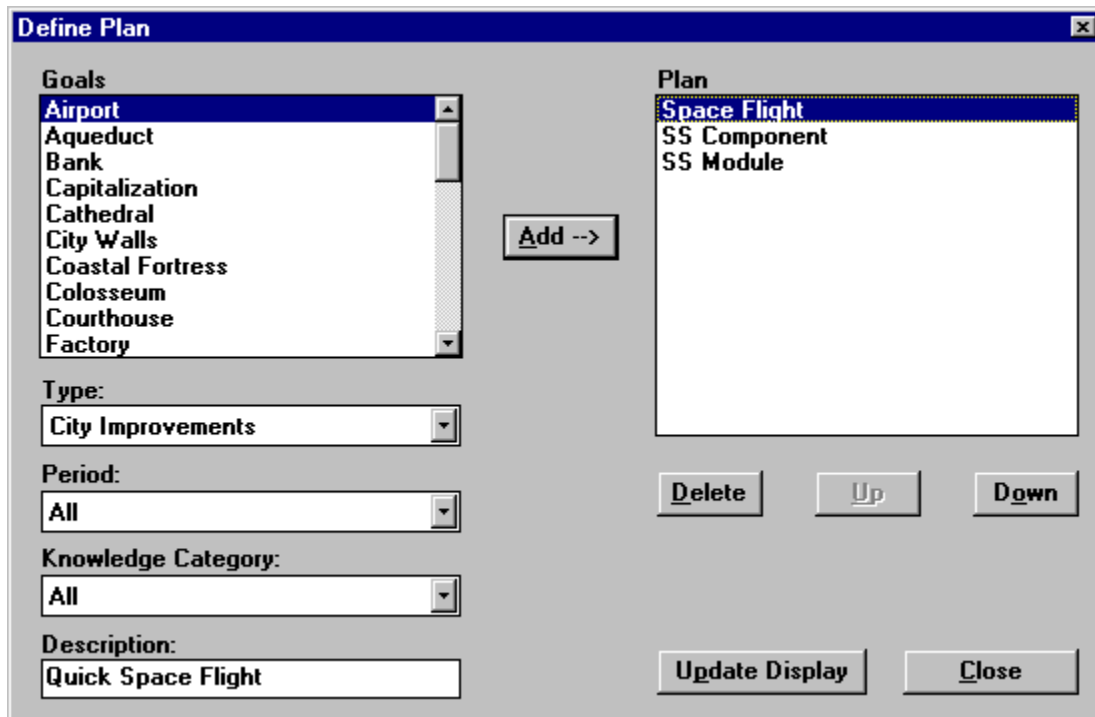 Define Plan
Goals
Airport
Aqueduct
Bank
Capitalization
Cathedral
City Walls
Coastal Fortress
Colosseum
Courthouse
Factory
Type:
City Improvements
Period:
All
Knowledge Category:
All
Description:
Quick Space Flight
Add -->
Plan
Space Flight
SS Component
SS Module
Delete
Up
Down
Update Display
Close